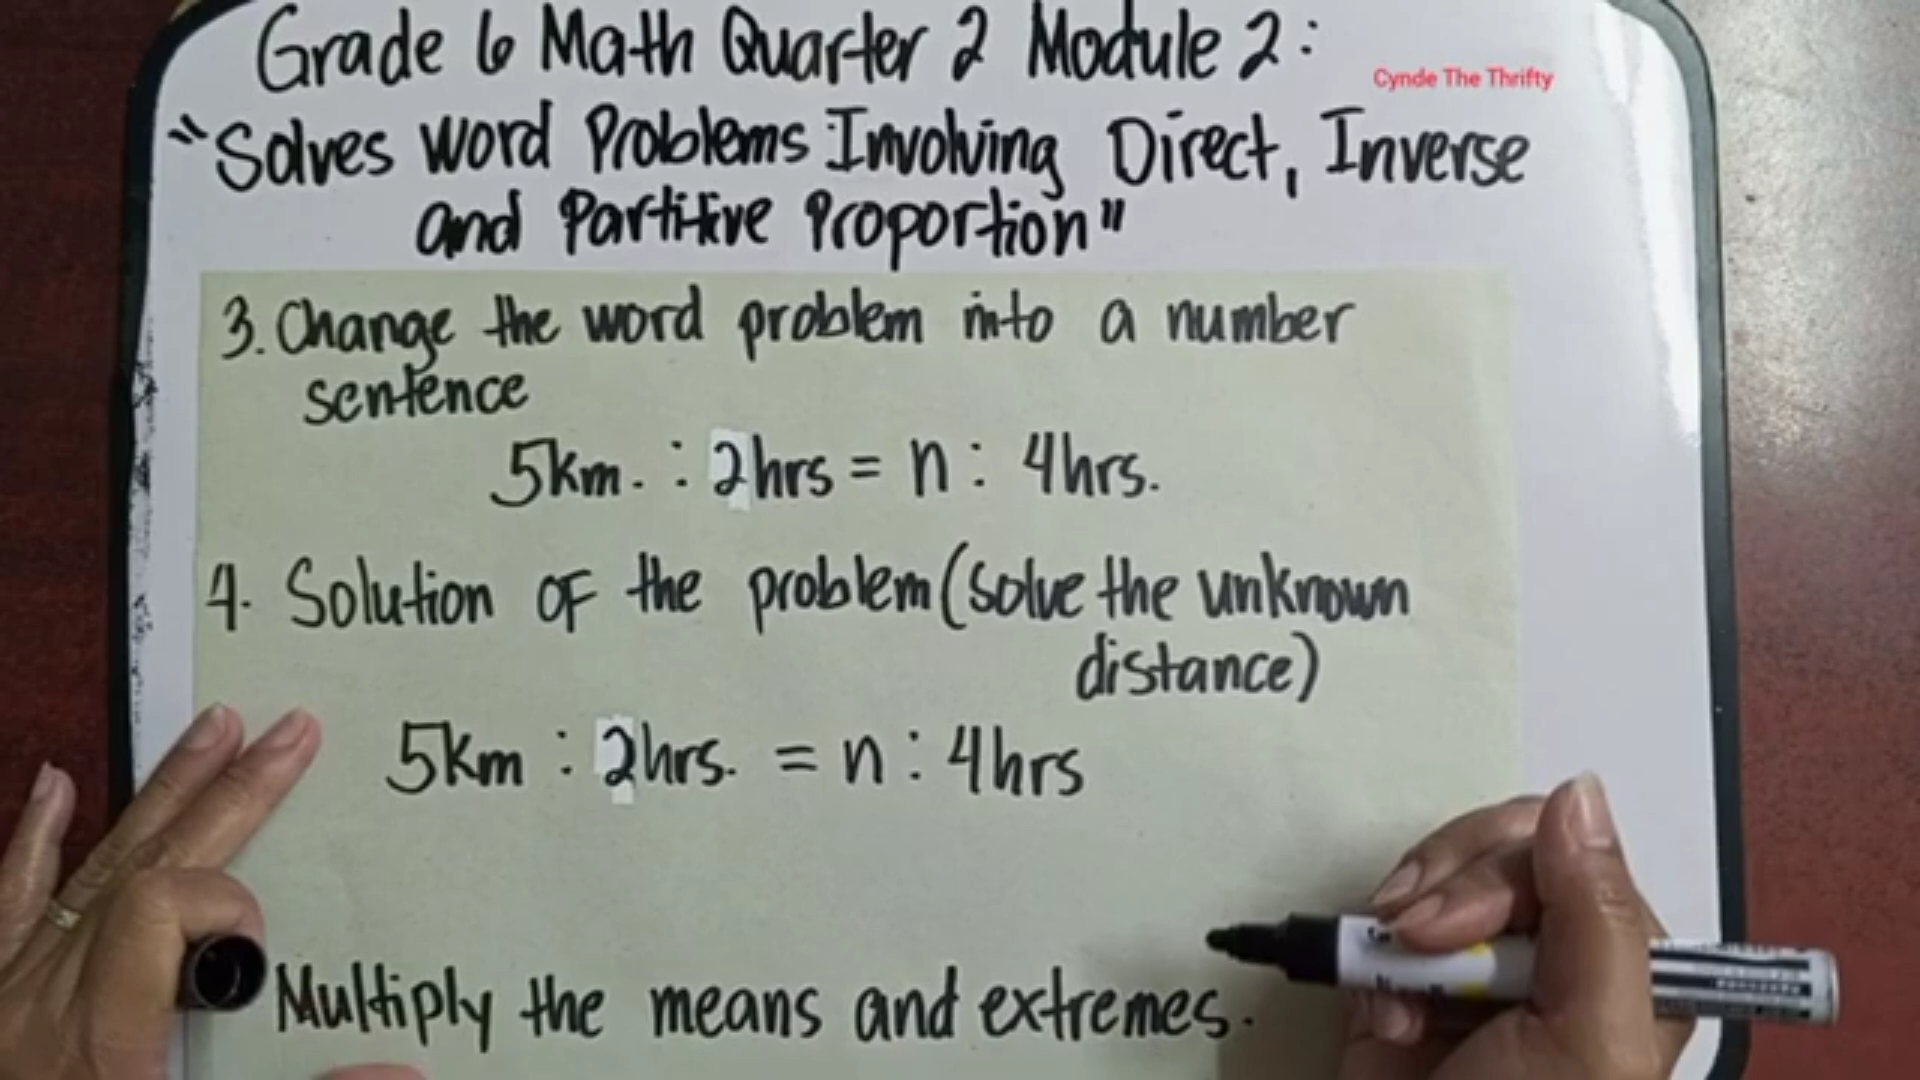 Grade 6 Math Quarter 2 Module 2:
Cynde The Thrifty
"Solves Word Problems Involving Direct, Inverse
and Partitive Proportion"
3. Change the word problem into a number
sentence
5km. : 2hrs = n : 4hrs.
4. Solution of the problem (solve the unknown
distance)
5km : 2hrs. = n : 4hrs
Multiply the means and extremes.